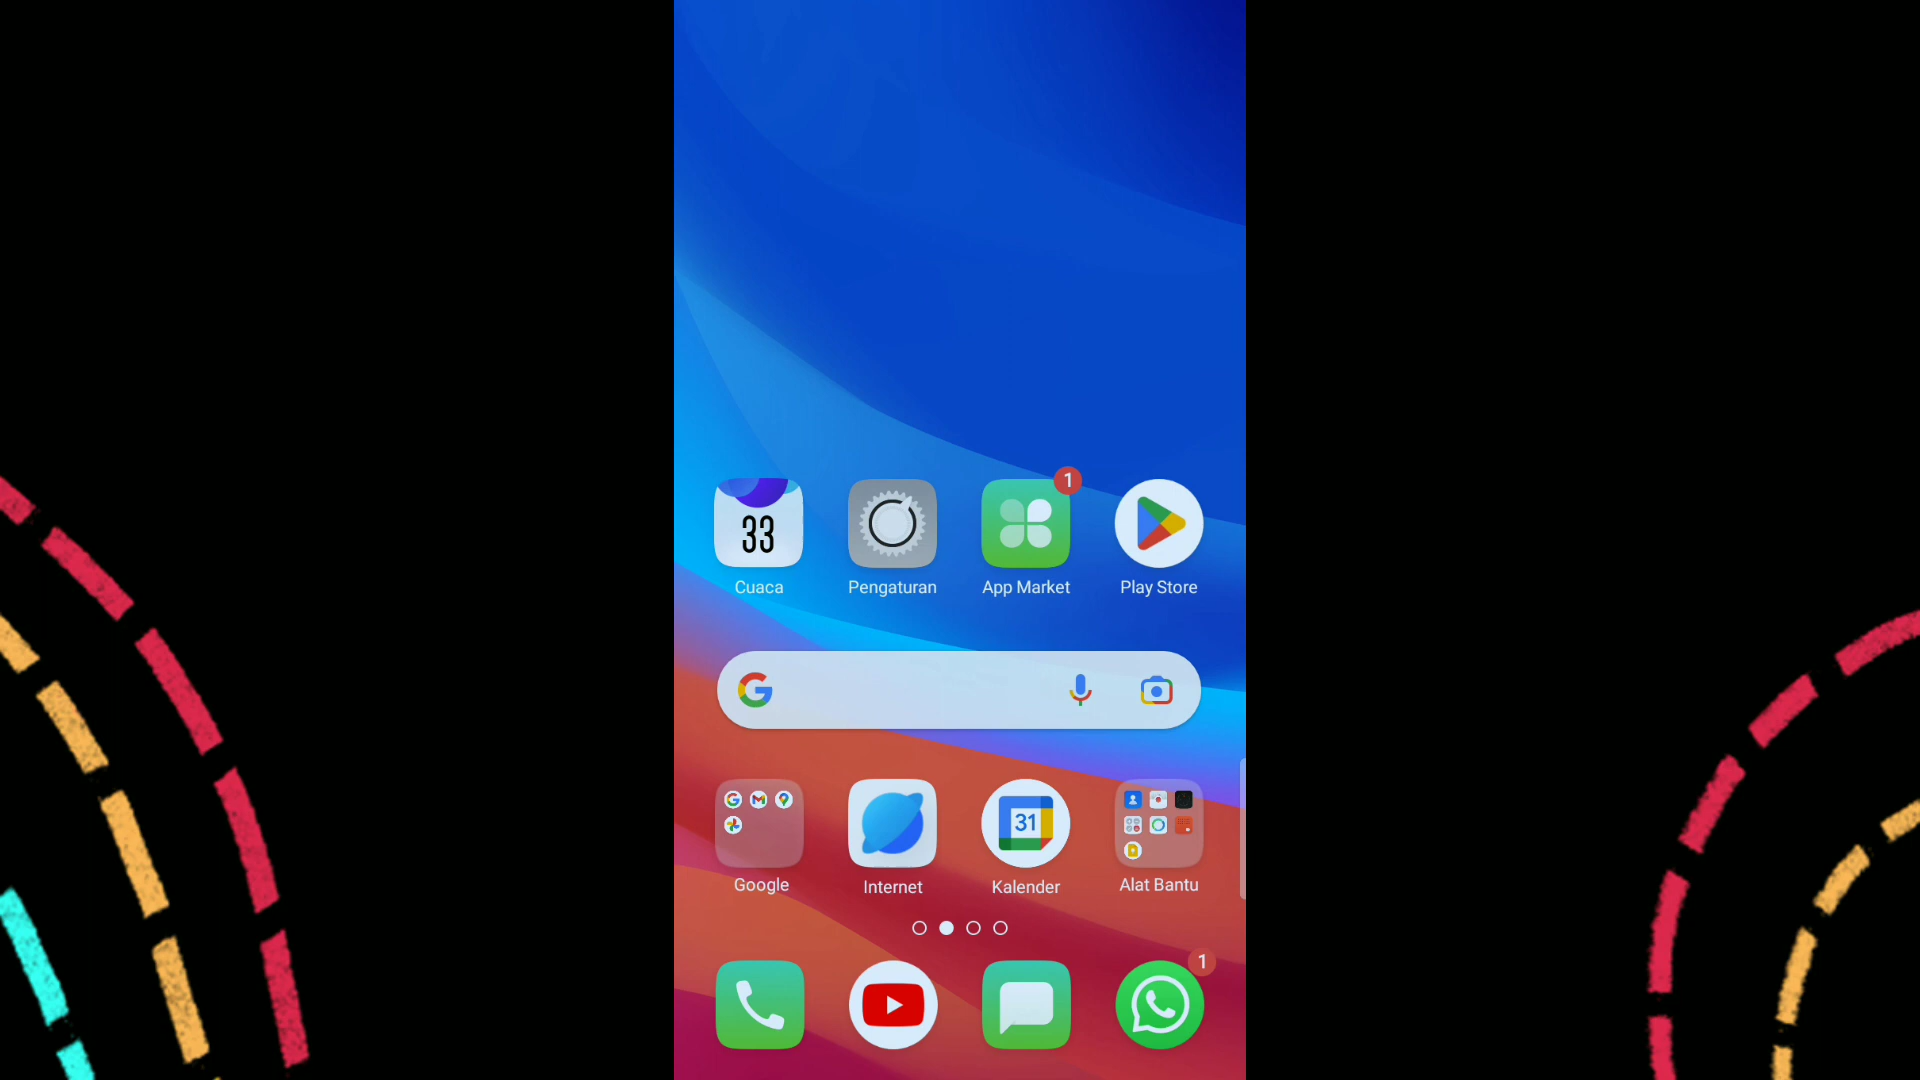 1
33
Cuaca
Pengaturan
App Market
Play Store
31
Google
Internet
Kalender
Alat Bantu
1